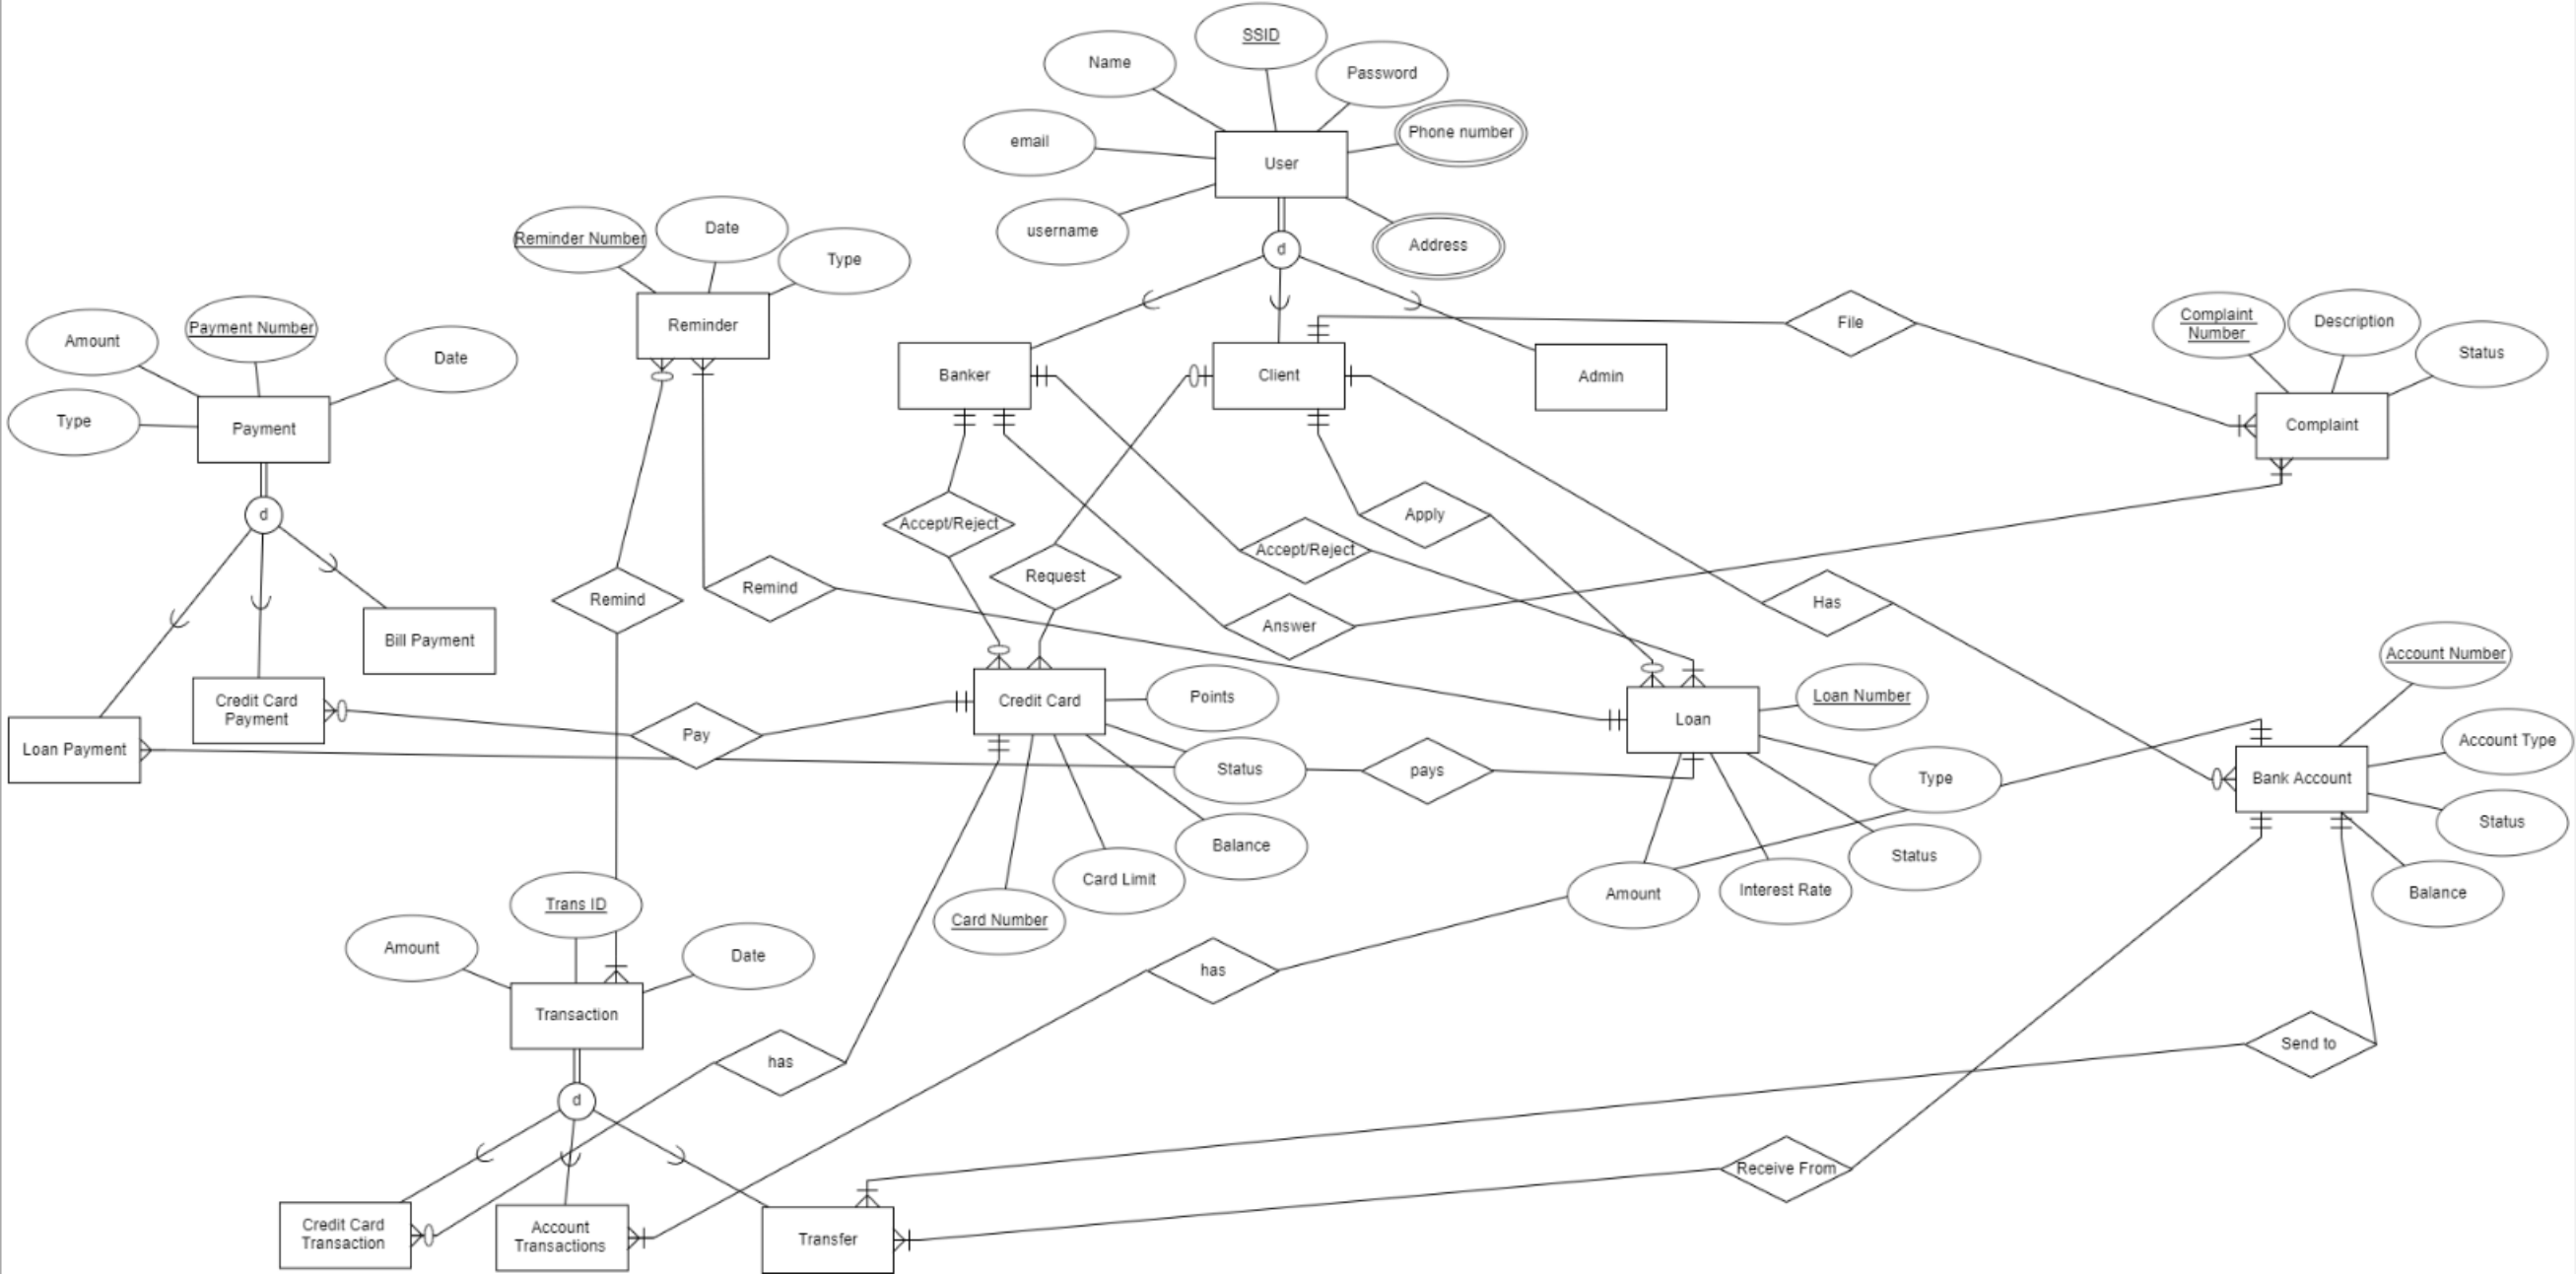 SSID
Name
Password
Phone number
email
User
username
Address
d
Reminder Number
Date
Type
Reminder
Payment Number
Amount
Date
Type
Payment
d
Bill Payment
Credit Card
Payment
Loan Payment
Banker
Client
Admin
File
Complaint
Number
Description
Status
Complaint
Accept/Reject
Apply
Accept/Reject
Request
Remind
Remind
Answer
Has
Account Number
Pay
Credit Card
Points
Loan
Loan Number
Account Type
Status
pays
Type
Bank Account
Status
Balance
Card Limit
Card Number
Amount
Interest Rate
Status
Balance
Trans ID
Amount
Date
Transaction
has
has
Send to
d
Receive From
Credit Card
Transaction
Account
Transactions
Transfer